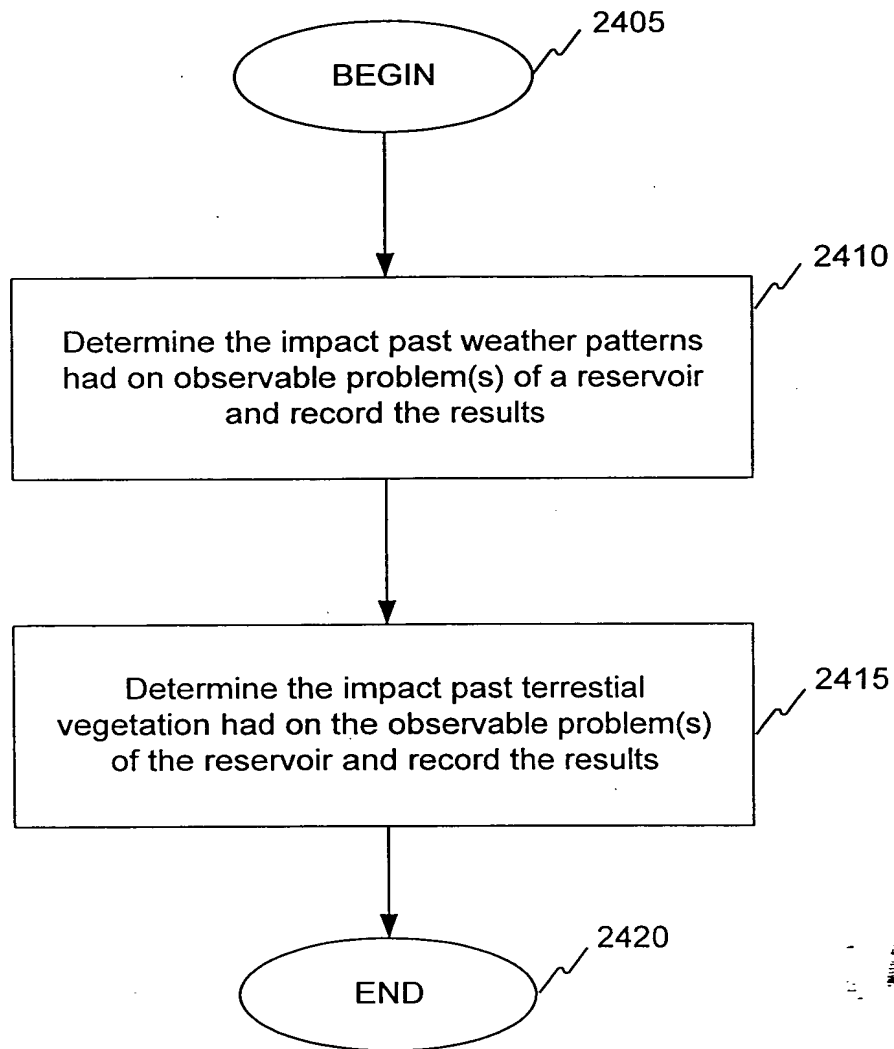 2405
BEGIN
2410
Determine the impact past weather patterns
had on observable problem(s) of a reservoir
and record the results
2415
Determine the impact past terrestial
vegetation had on the observable problem(s)
of the reservoir and record the results
2420
END